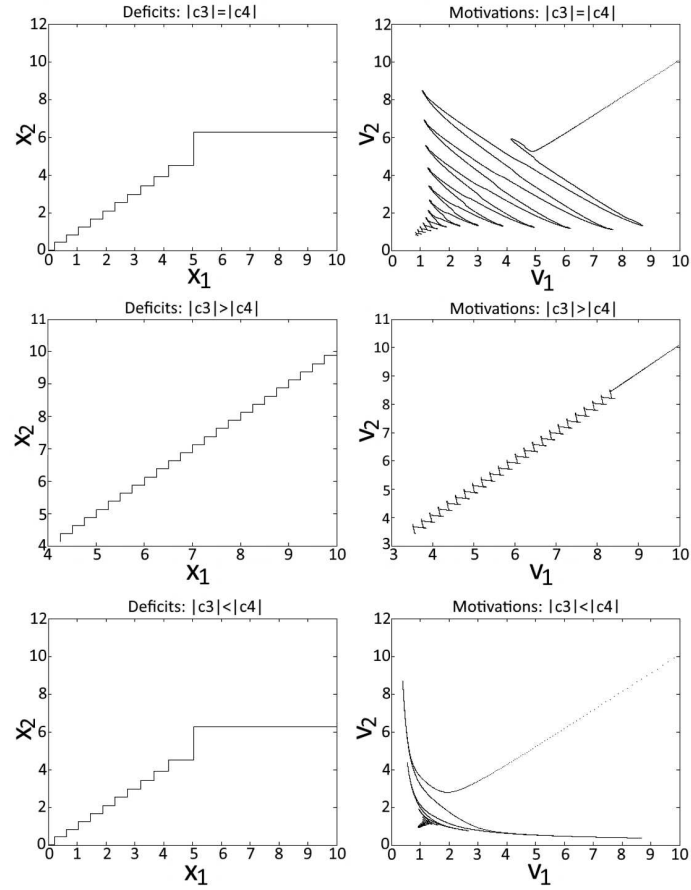 Deficits: |c3|=|c4|
12
10
8
6
4
2
0
x2
0 1 2 3 4 5 6 7 8 9 10
x1
Motivations: |c3|=|c4|
12
10
8
6
4
2
0
v2
0 1 2 3 4 5 6 7 8 9 10
v1
Deficits: |c3|>|c4|
11
10
9
8
7
6
5
4
x2
4 5 6 7 8 9 10
x1
Motivations: |c3|>|c4|
11
10
9
8
7
6
5
4
3
v2
3 4 5 6 7 8 9 10
v1
Deficits: |c3|<|c4|
12
10
8
6
4
2
0
x2
0 1 2 3 4 5 6 7 8 9 10
x1
Motivations: |c3|<|c4|
12
10
8
6
4
2
0
v2
0 1 2 3 4 5 6 7 8 9 10
v1